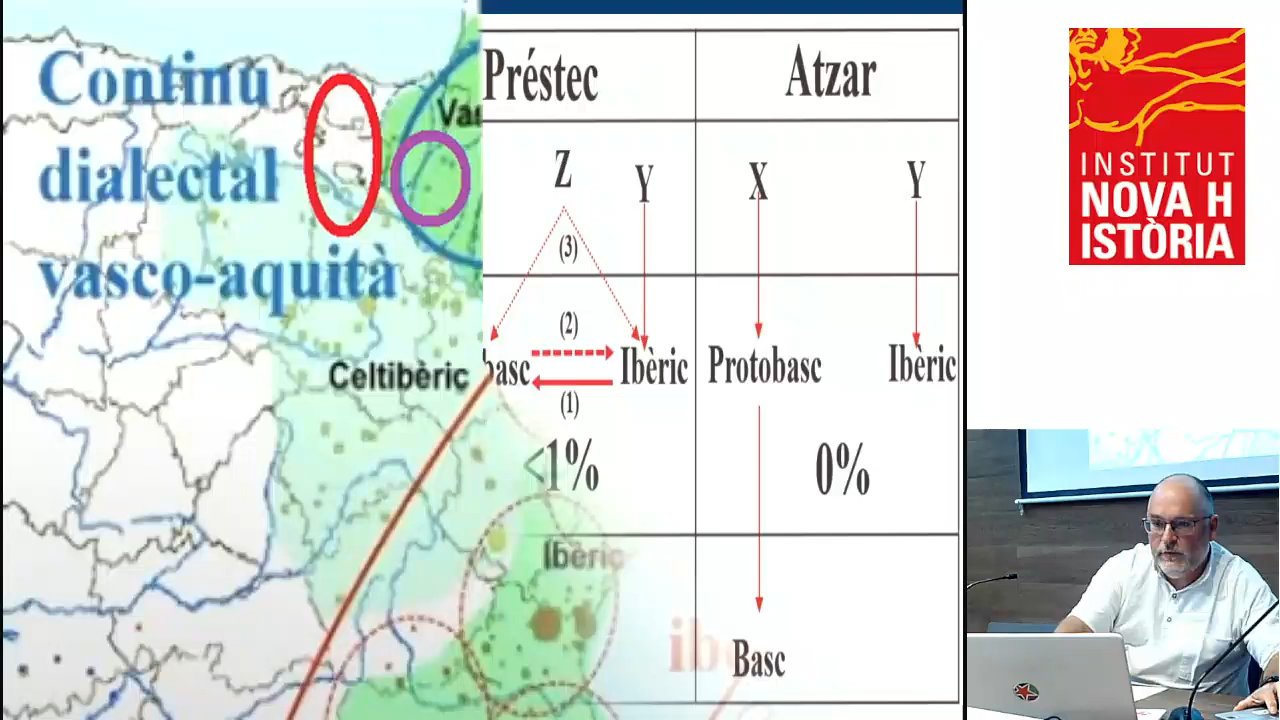 Continu
dialectal
vasco-aquità
Celtibèric
Ibèric
Préstec
Atzar
Z
Y
X
Y
(3)
(2)
basc
Ibèric
Protobasc
Ibèric
(1)
<1%
0%
Basc
INSTITUT
NOVA H
ISTÒRIA